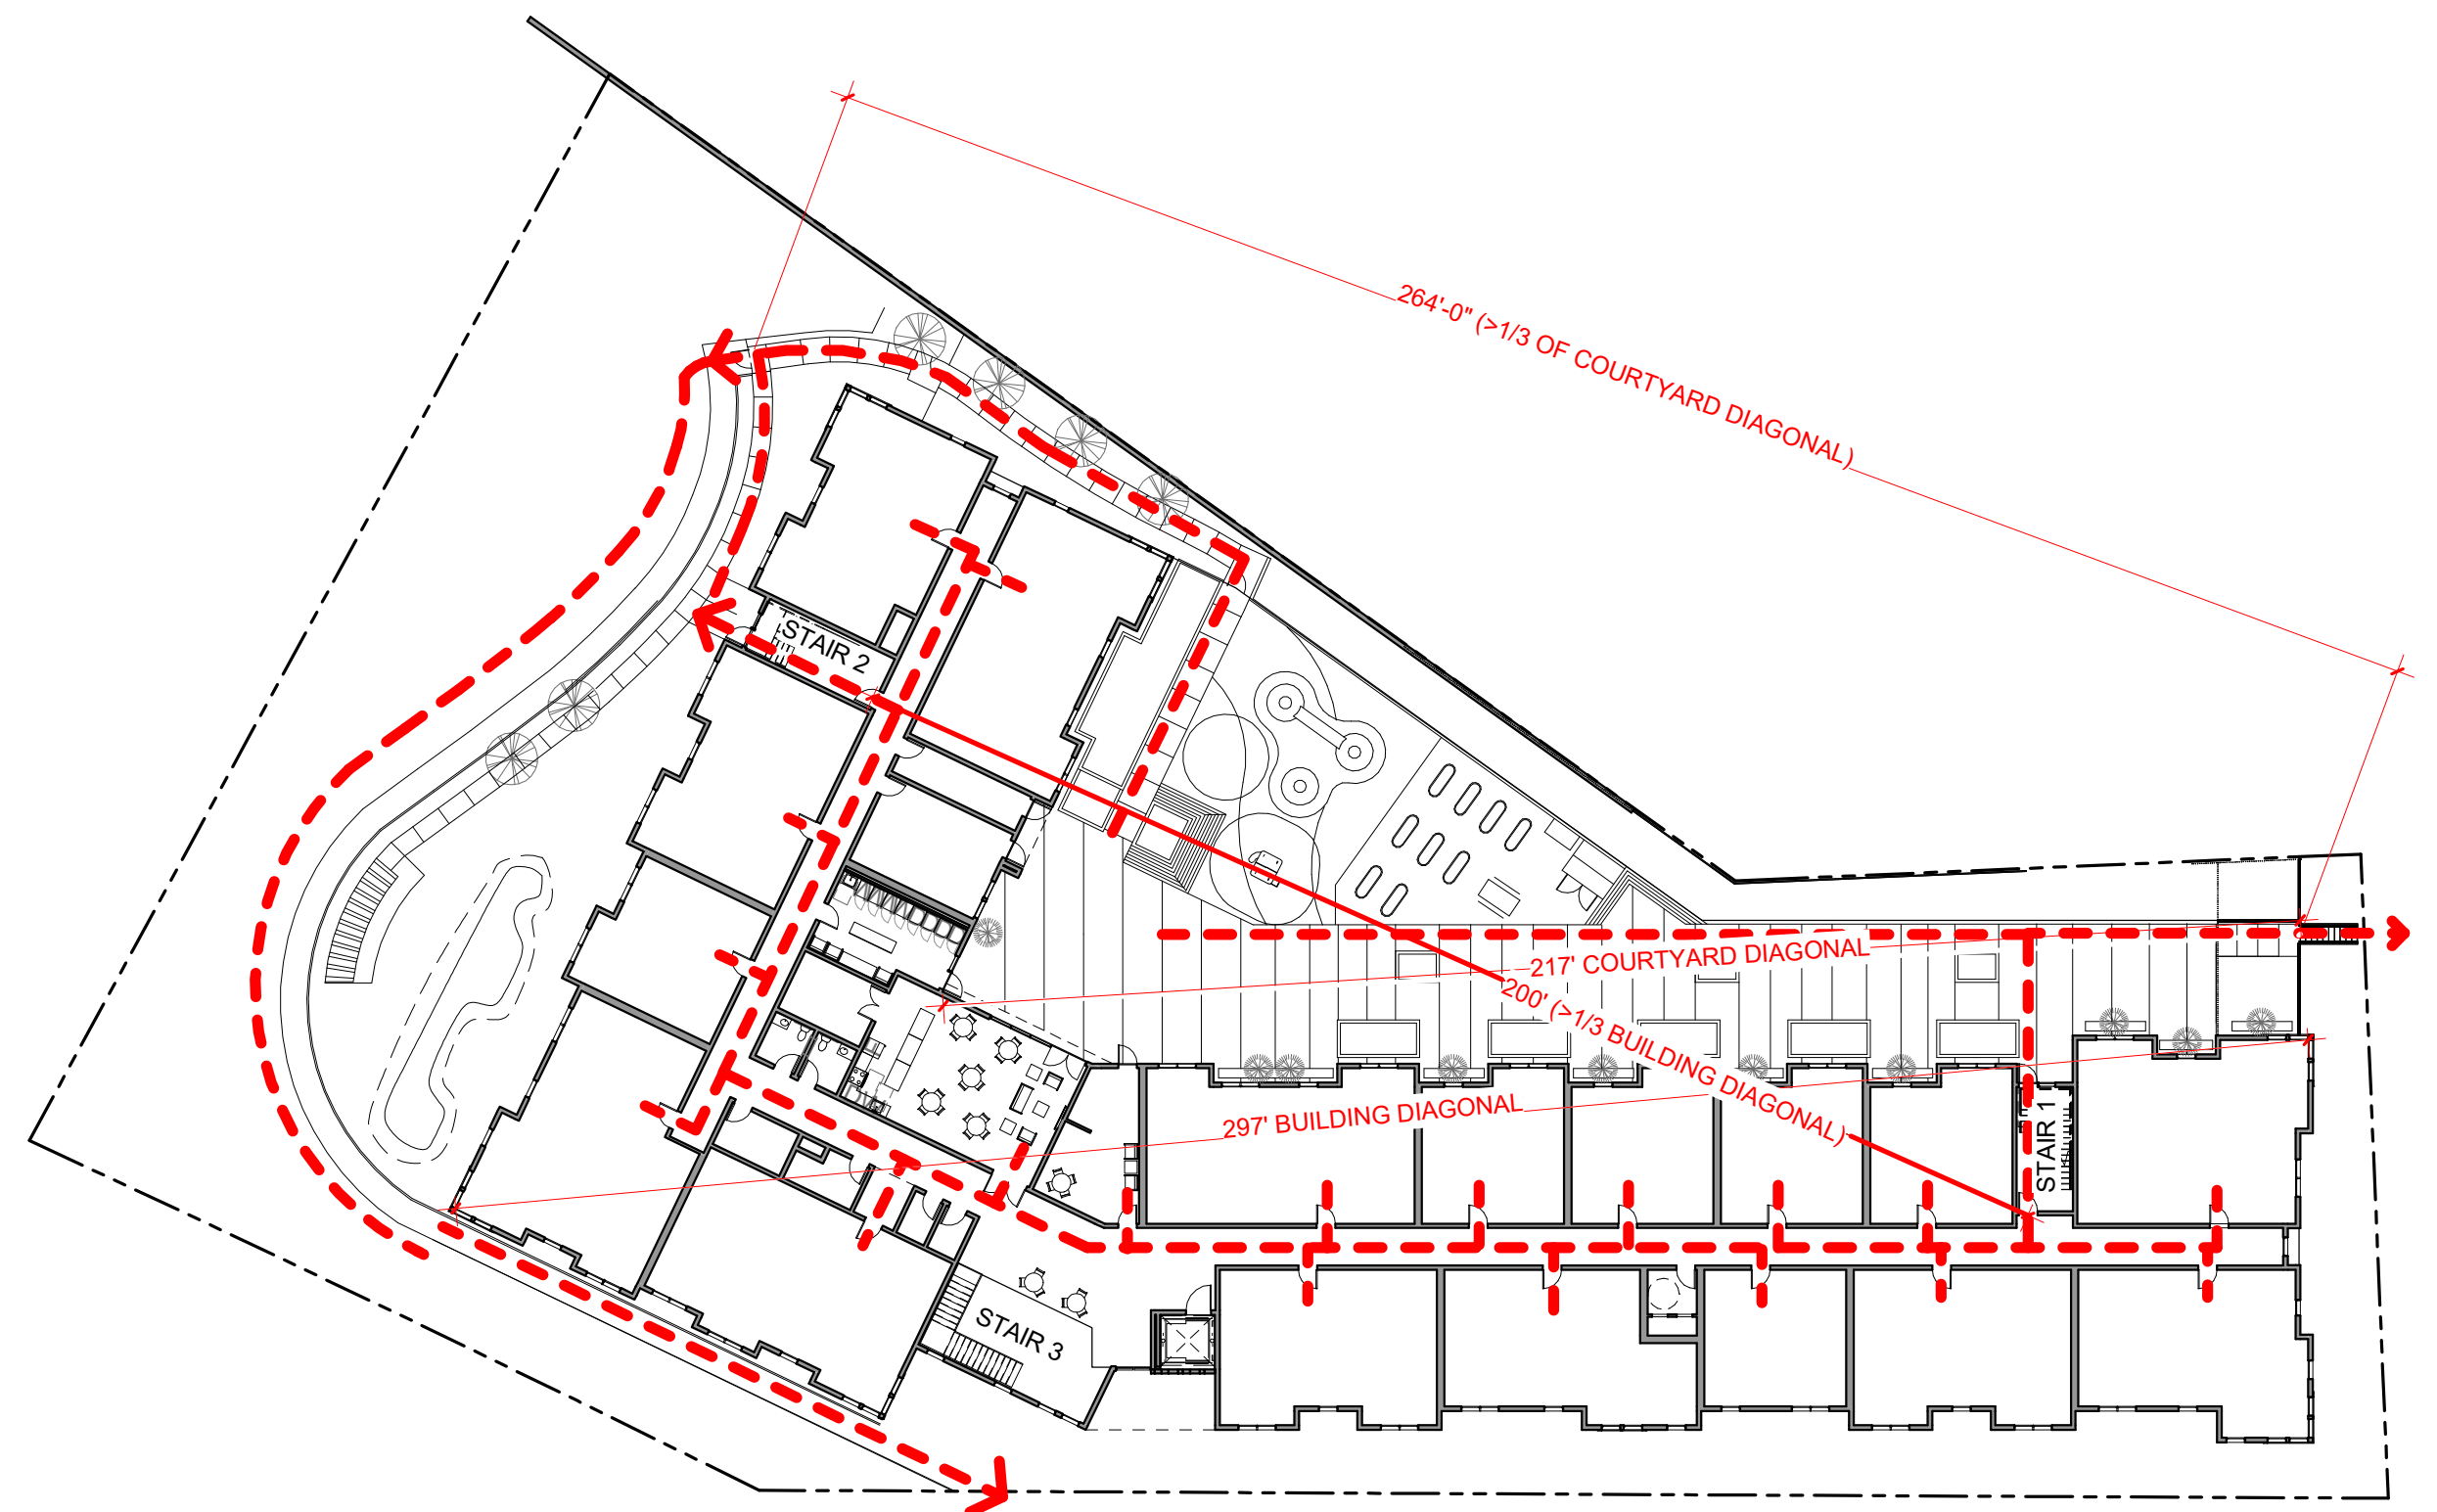 264'-0" (>1/3 OF COURTYARD DIAGONAL)
STAIR 2
217' COURTYARD DIAGONAL
200' (>1/3 BUILDING DIAGONAL)
297' BUILDING DIAGONAL
STAIR 1
STAIR 3